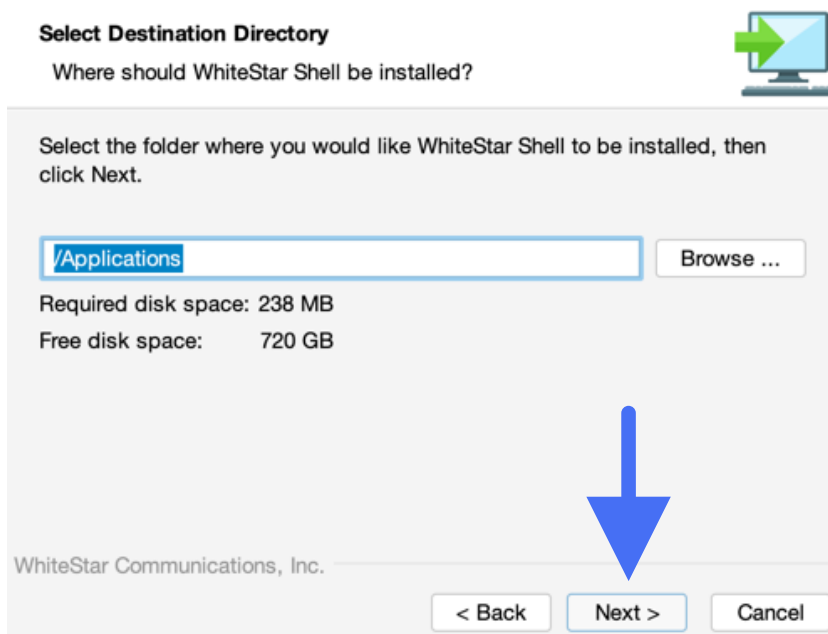 Select Destination Directory
Where should WhiteStar Shell be installed?
Select the folder where you would like WhiteStar Shell to be installed, then
click Next.
/Applications
Browse ...
Required disk space: 238 MB
Free disk space: 720 GB
WhiteStar Communications, Inc.
< Back
Next >
Cancel